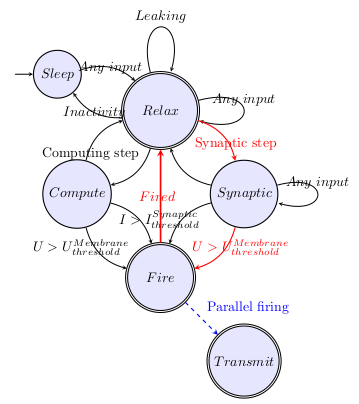 Leaking
Sleep
Any input
Relax
Any input
Inactivity
Synaptic step
Computing step
Compute
Synaptic
Any input
Fired
I > I^{Synaptic}_{threshold}
U > U^{Membrane}_{threshold}
U > U^{Membrane}_{threshold}
Fire
Parallel firing
Transmit